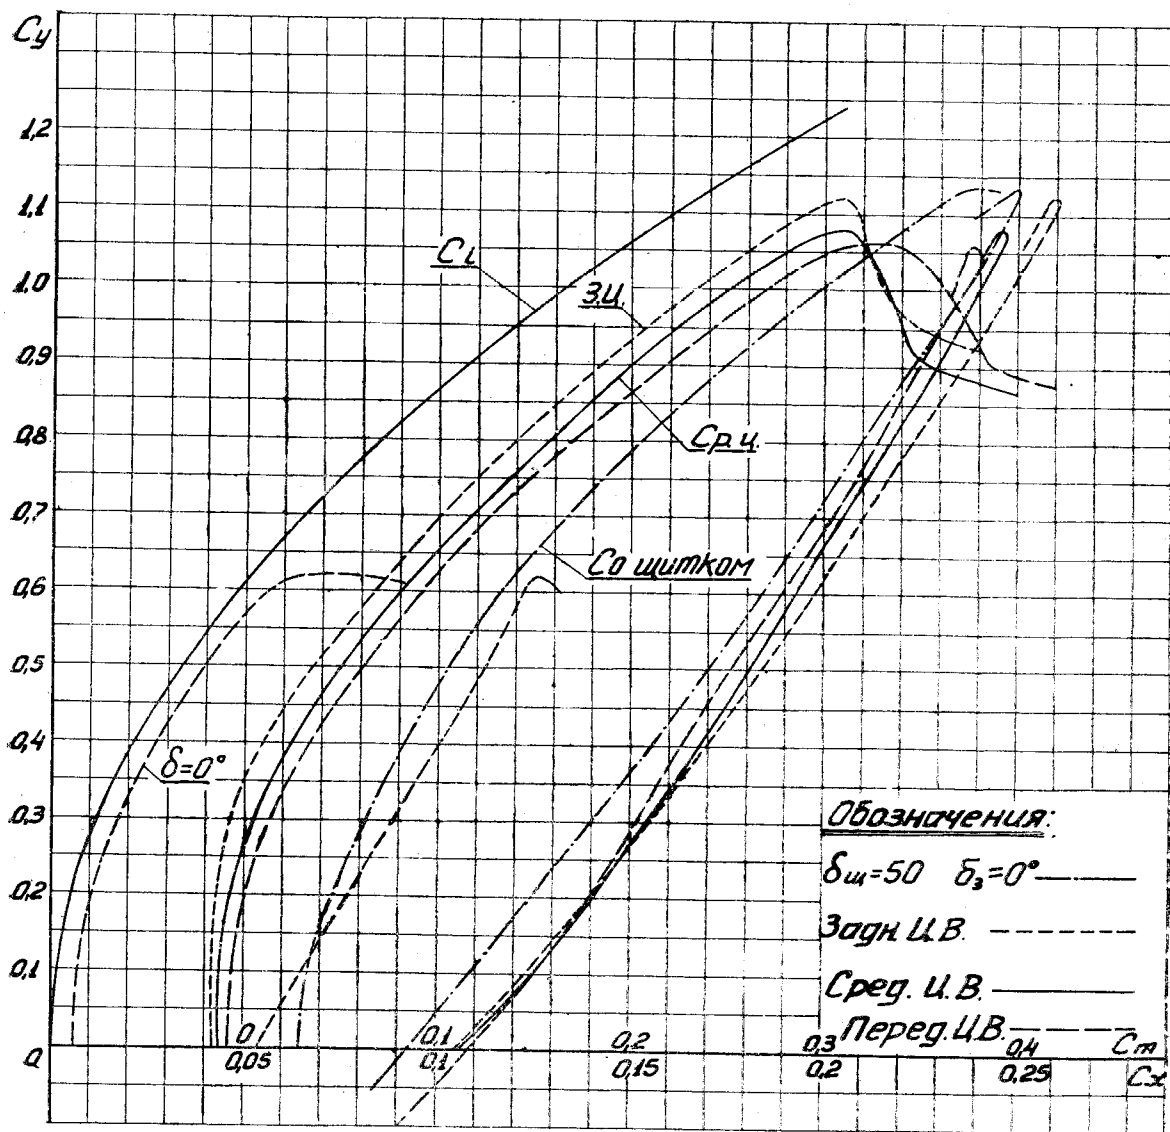 Cy
1,2
1,1
1,0
0,9
0,8
0,7
0,6
0,5
0,4
0,3
0,2
0,1
0
Ci
З.Ц.
Ср.ц.
Со щитком
δ=0°
Обозначения:
δщ=50 δз=0°
Задн. Ц.В.
Сред. Ц.В.
Перед. Ц.В.
0 0,1 0,2 0,3 0,4 Cm
0,05 0,1 0,15 0,2 0,25 Cx